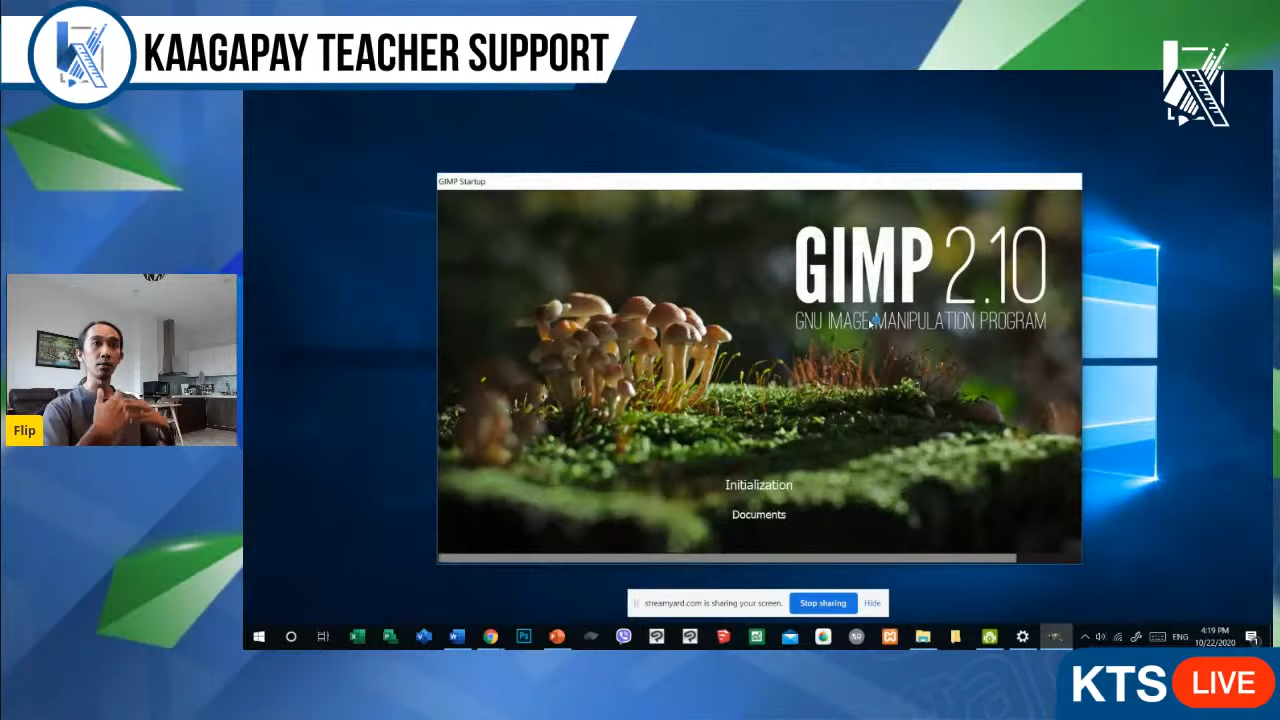 KAAGAPAY TEACHER SUPPORT
GIMP Startup
GIMP 2.10
GNU IMAGE MANIPULATION PROGRAM
Flip
Initialization
Documents
streamyard.com is sharing your screen. Stop sharing Hide
Ps
ENG
4:19 PM
10/22/2020
KTS LIVE